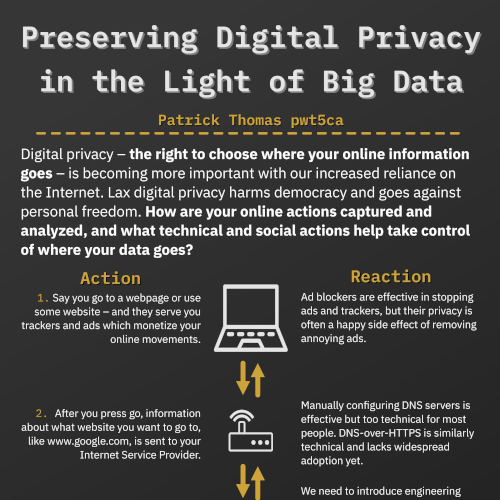 Preserving Digital Privacy
in the Light of Big Data
Patrick Thomas pwt5ca
Digital privacy – the right to choose where your online information
goes – is becoming more important with our increased reliance on
the Internet. Lax digital privacy harms democracy and goes against
personal freedom. How are your online actions captured and
analyzed, and what technical and social actions help take control
of where your data goes?
Action
1. Say you go to a webpage or use
some website – and they serve you
trackers and ads which monetize your
online movements.
Reaction
Ad blockers are effective in stopping
ads and trackers, but their privacy is
often a happy side effect of removing
annoying ads.
2. After you press go, information
about what website you want to go to,
like www.google.com, is sent to your
Internet Service Provider.
Manually configuring DNS servers is
effective but too technical for most
people. DNS-over-HTTPS is similarly
technical and lacks widespread
adoption yet.
We need to introduce engineering